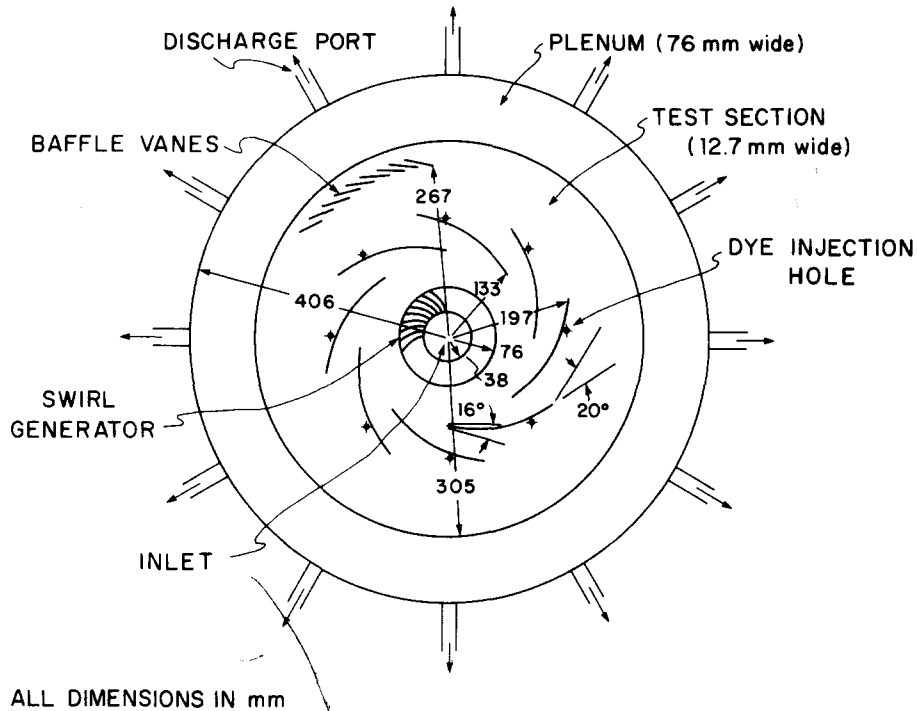 DISCHARGE PORT
PLENUM (76 mm wide)
BAFFLE VANES
TEST SECTION
(12.7 mm wide)
267
DYE INJECTION
HOLE
133
406
197
76
38
SWIRL
GENERATOR
16°
20°
305
INLET
ALL DIMENSIONS IN mm